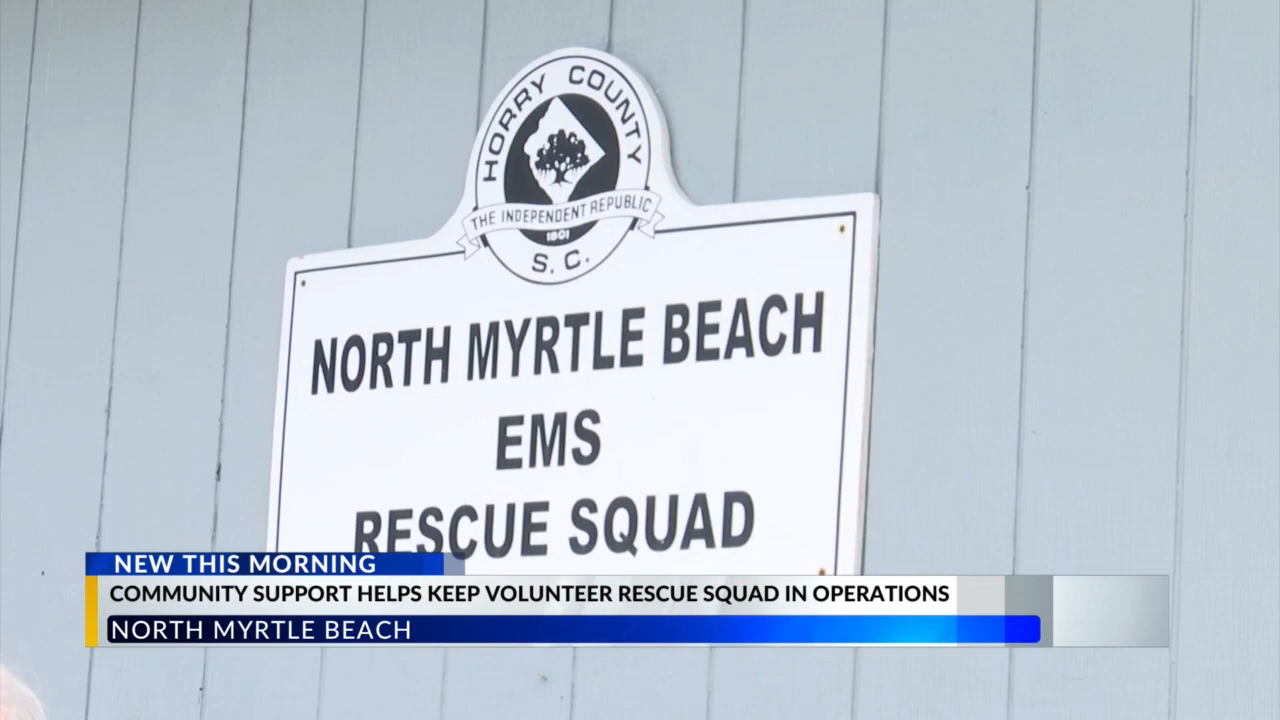 HORRY COUNTY
THE INDEPENDENT REPUBLIC
1801
S. C.
NORTH MYRTLE BEACH
EMS
RESCUE SQUAD
NEW THIS MORNING
COMMUNITY SUPPORT HELPS KEEP VOLUNTEER RESCUE SQUAD IN OPERATIONS
NORTH MYRTLE BEACH